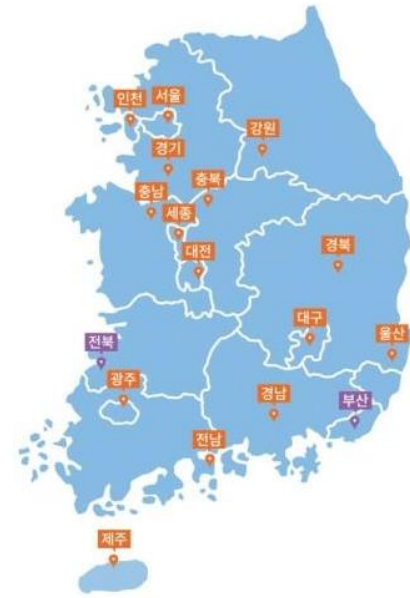 인천
서울
강원
경기
충북
충남
세종
대전
경북
대구
울산
전북
광주
경남
부산
전남
제주